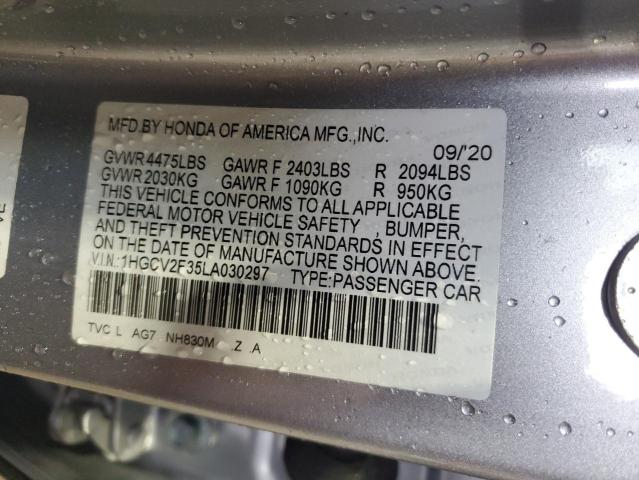 MFD.BY HONDA OF AMERICA MFG.,INC.
09/'20
GVWR 4475LBS GAWR F 2403LBS R 2094LBS
GVWR 2030KG GAWR F 1090KG R 950KG
THIS VEHICLE CONFORMS TO ALL APPLICABLE
FEDERAL MOTOR VEHICLE SAFETY , BUMPER,
AND THEFT PREVENTION STANDARDS IN EFFECT
ON THE DATE OF MANUFACTURE SHOWN ABOVE.
V.I.N.:1HGCV2F35LA030297 TYPE:PASSENGER CAR
TVC L AG7 NH830M Z .A